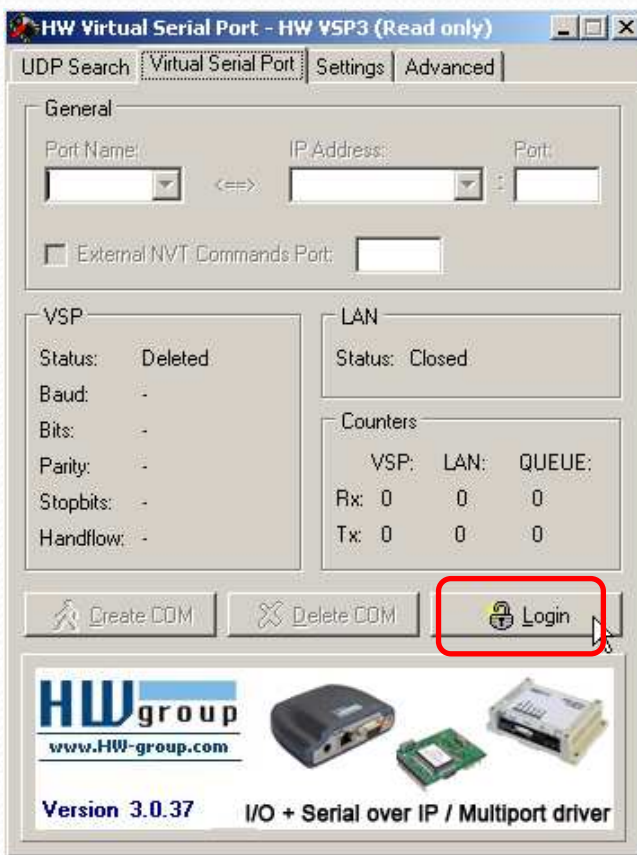 HW Virtual Serial Port - HW VSP3 (Read only)
UDP Search Virtual Serial Port Settings Advanced
General
Port Name: IP Address: Port:
<==> :
External NVT Commands Port:
VSP
Status: Deleted
Baud: -
Bits: -
Parity: -
Stopbits: -
Handflow: -
LAN
Status: Closed
Counters
VSP: LAN: QUEUE:
Rx: 0 0 0
Tx: 0 0 0
Create COM Delete COM Login
HW group
www.HW-group.com
Version 3.0.37 I/O + Serial over IP / Multiport driver